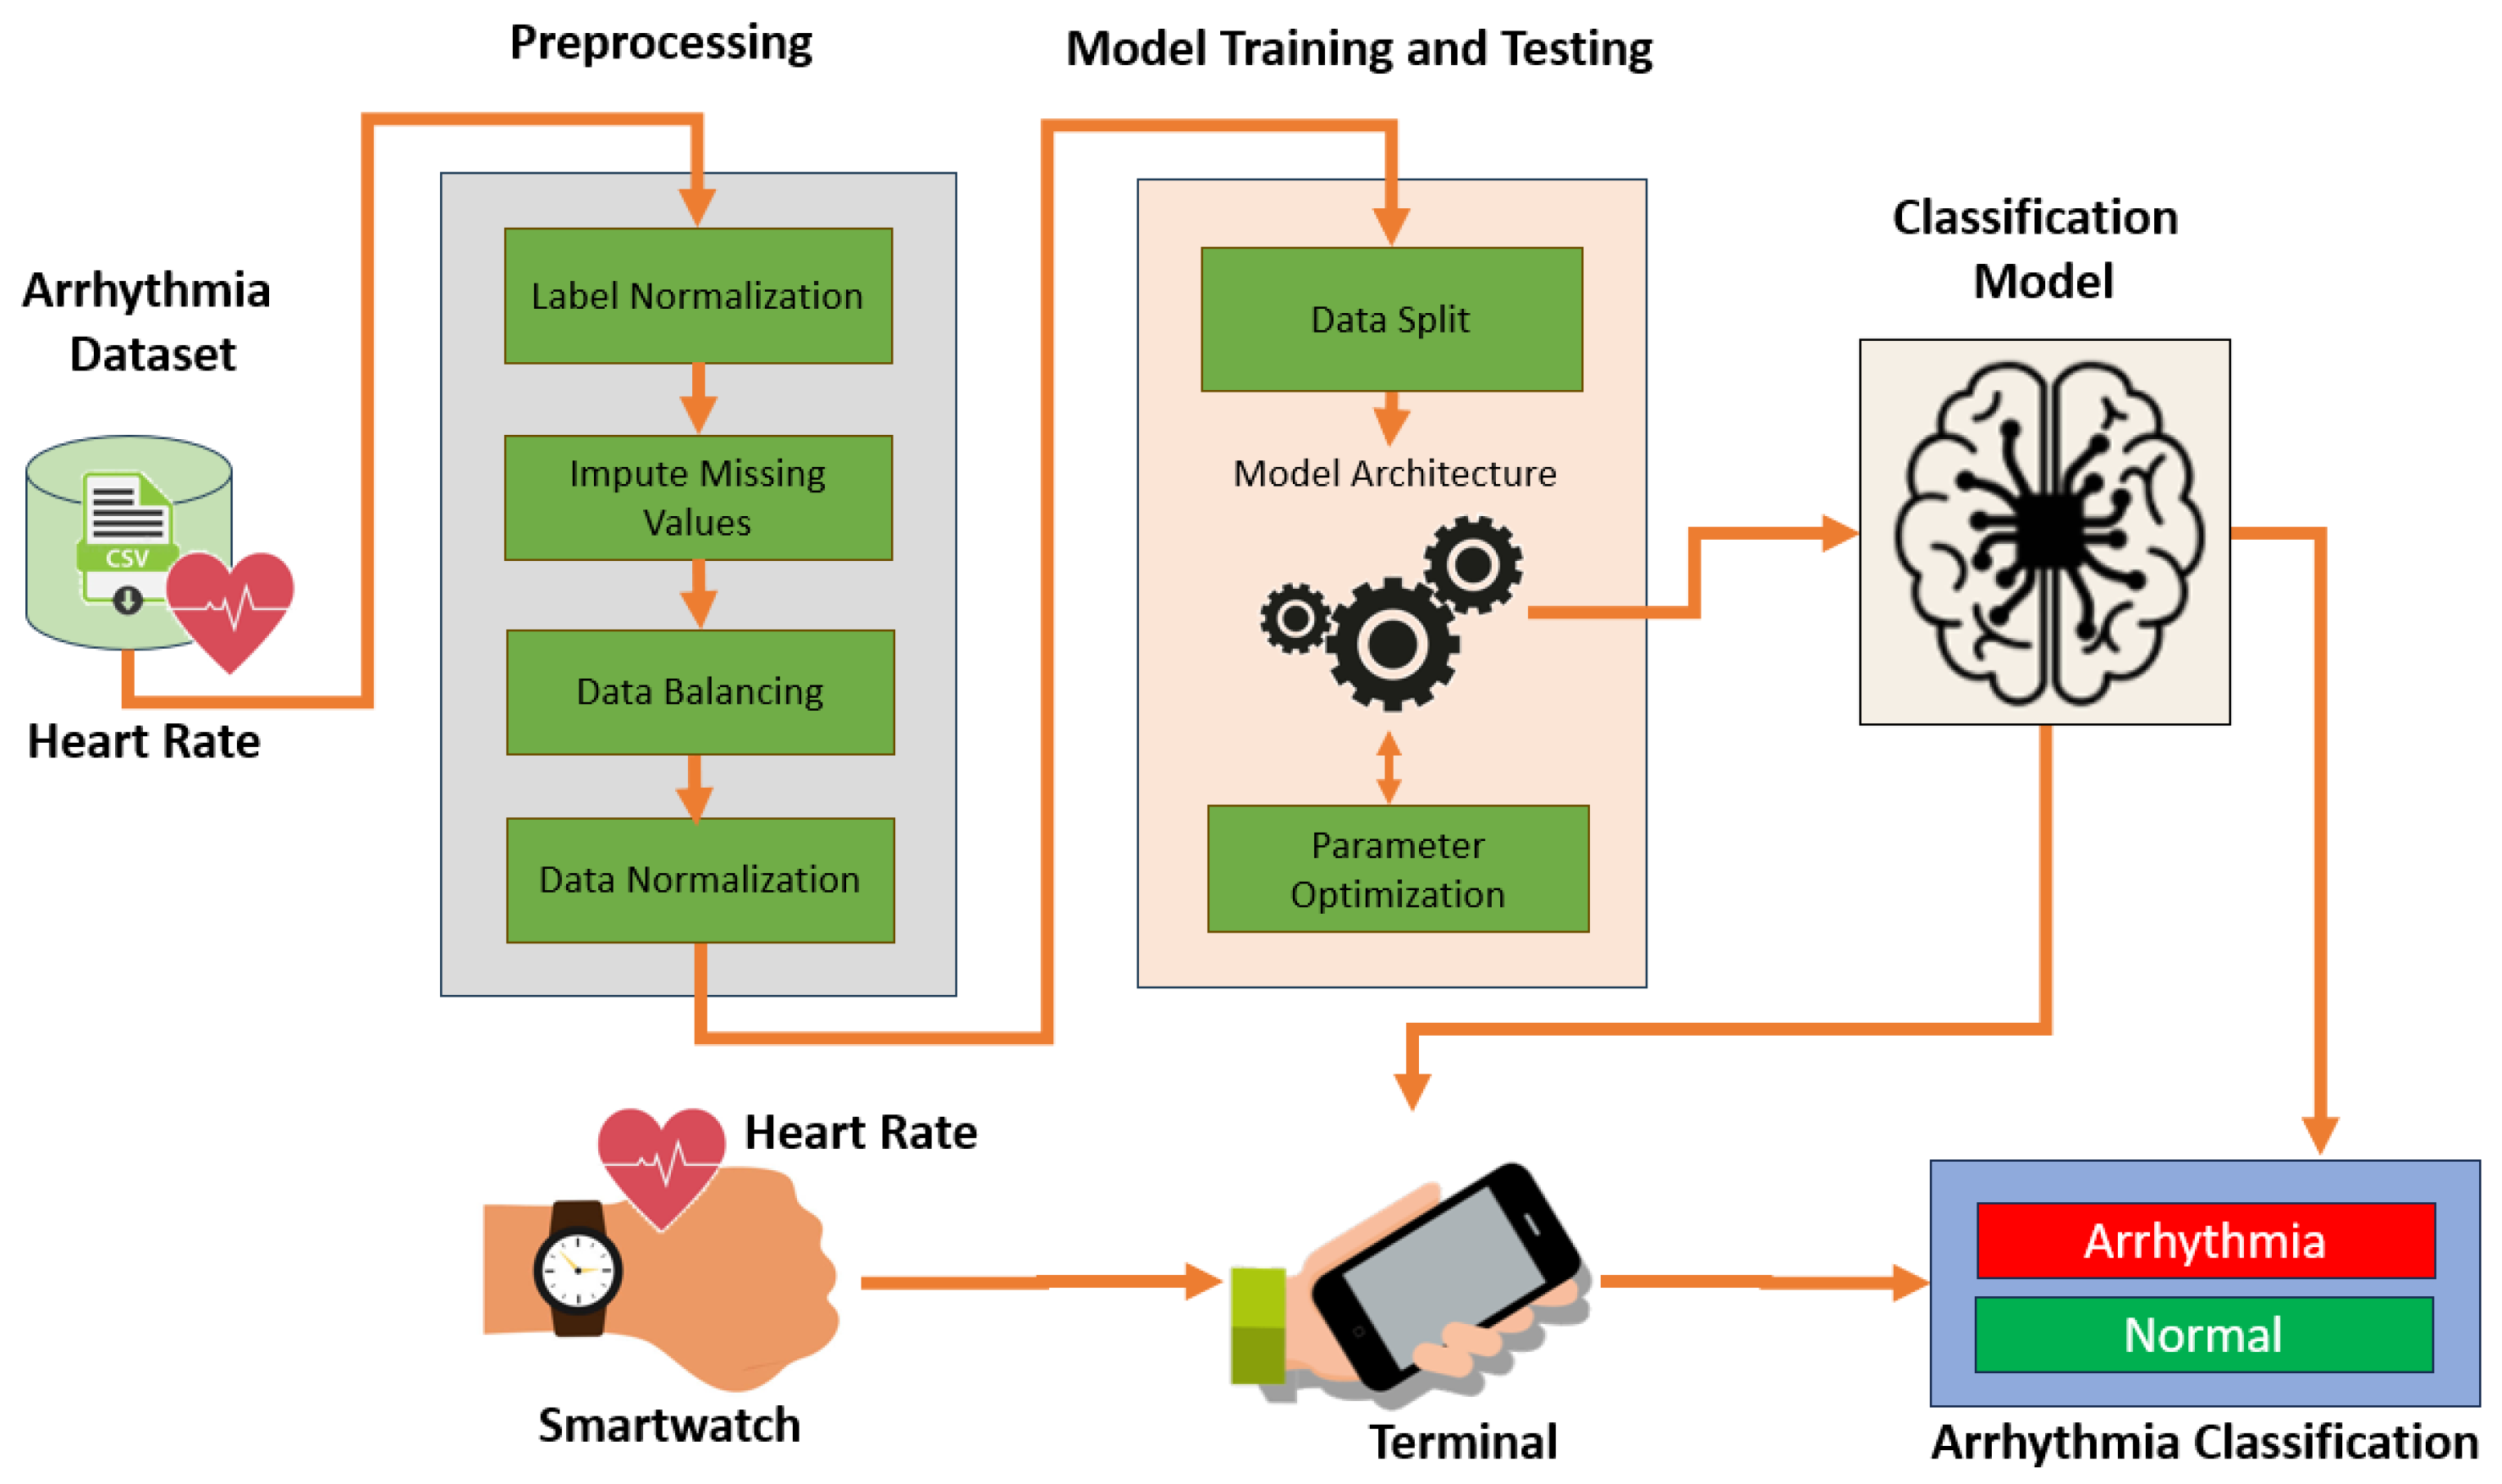 Preprocessing
Model Training and Testing
Arrhythmia
Dataset
CSV
Heart Rate
Label Normalization
Impute Missing
Values
Data Balancing
Data Normalization
Data Split
Model Architecture
Parameter
Optimization
Classification
Model
Heart Rate
Smartwatch
Terminal
Arrhythmia
Normal
Arrhythmia Classification